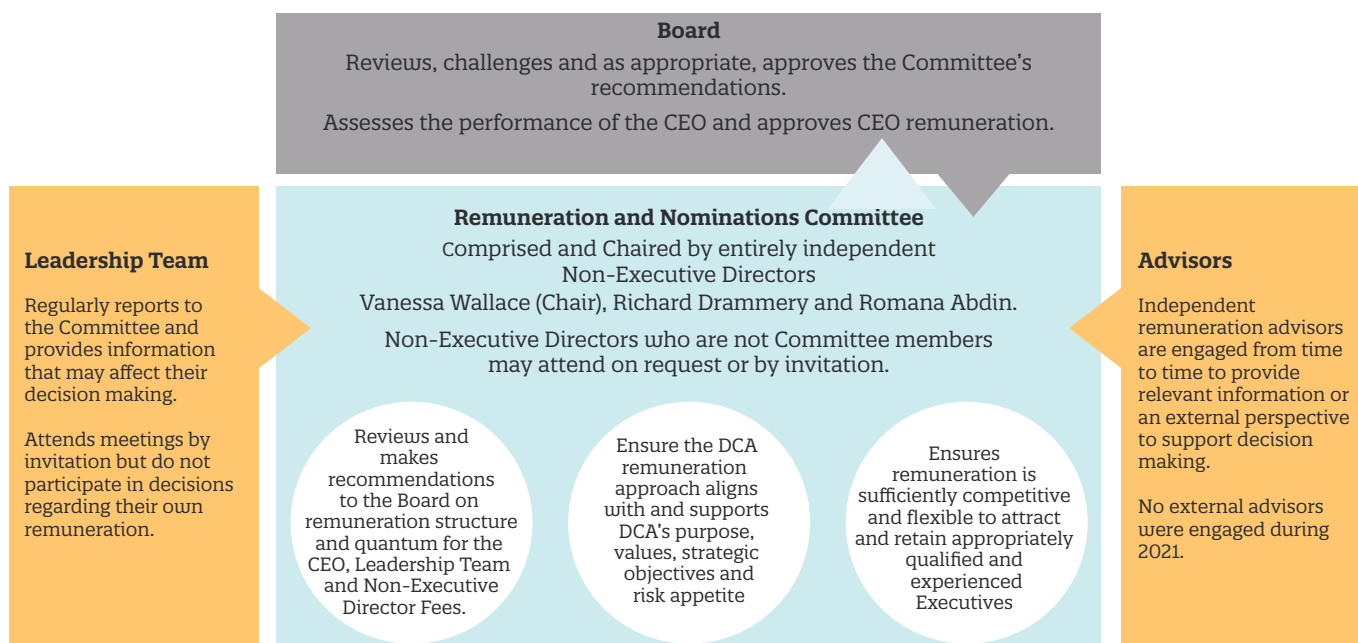 Board
Reviews, challenges and as appropriate, approves the Committee's
recommendations.
Assesses the performance of the CEO and approves CEO remuneration.
Leadership Team
Regularly reports to
the Committee and
provides information
that may affect their
decision making.
Attends meetings by
invitation but do not
participate in decisions
regarding their own
remuneration.
Remuneration and Nominations Committee
Comprised and Chaired by entirely independent
Non-Executive Directors
Vanessa Wallace (Chair), Richard Drammery and Romana Abdin.
Non-Executive Directors who are not Committee members
may attend on request or by invitation.
Reviews and
makes
recommendations
to the Board on
remuneration structure
and quantum for the
CEO, Leadership Team
and Non-Executive
Director Fees.
Ensure the DCA
remuneration
approach aligns
with and supports
DCA's purpose,
values, strategic
objectives and
risk appetite
Ensures
remuneration is
sufficiently competitive
and flexible to attract
and retain appropriately
qualified and
experienced
Executives
Advisors
Independent
remuneration advisors
are engaged from time
to time to provide
relevant information or
an external perspective
to support decision
making.
No external advisors
were engaged during
2021.